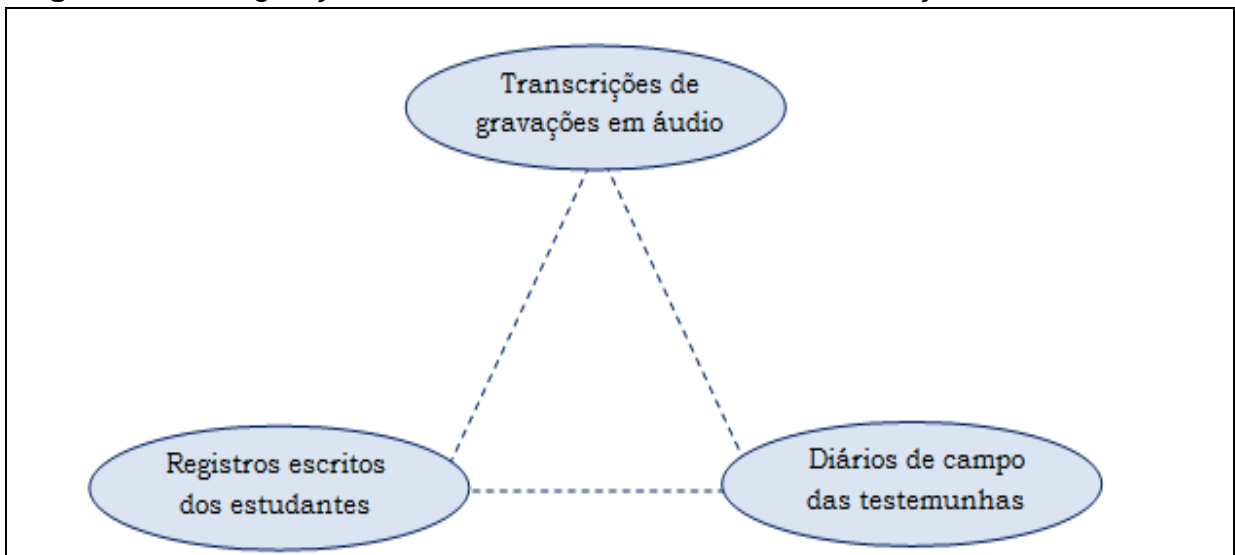 Transcrições de
gravações em áudio
Registros escritos
dos estudantes
Diários de campo
das testemunhas